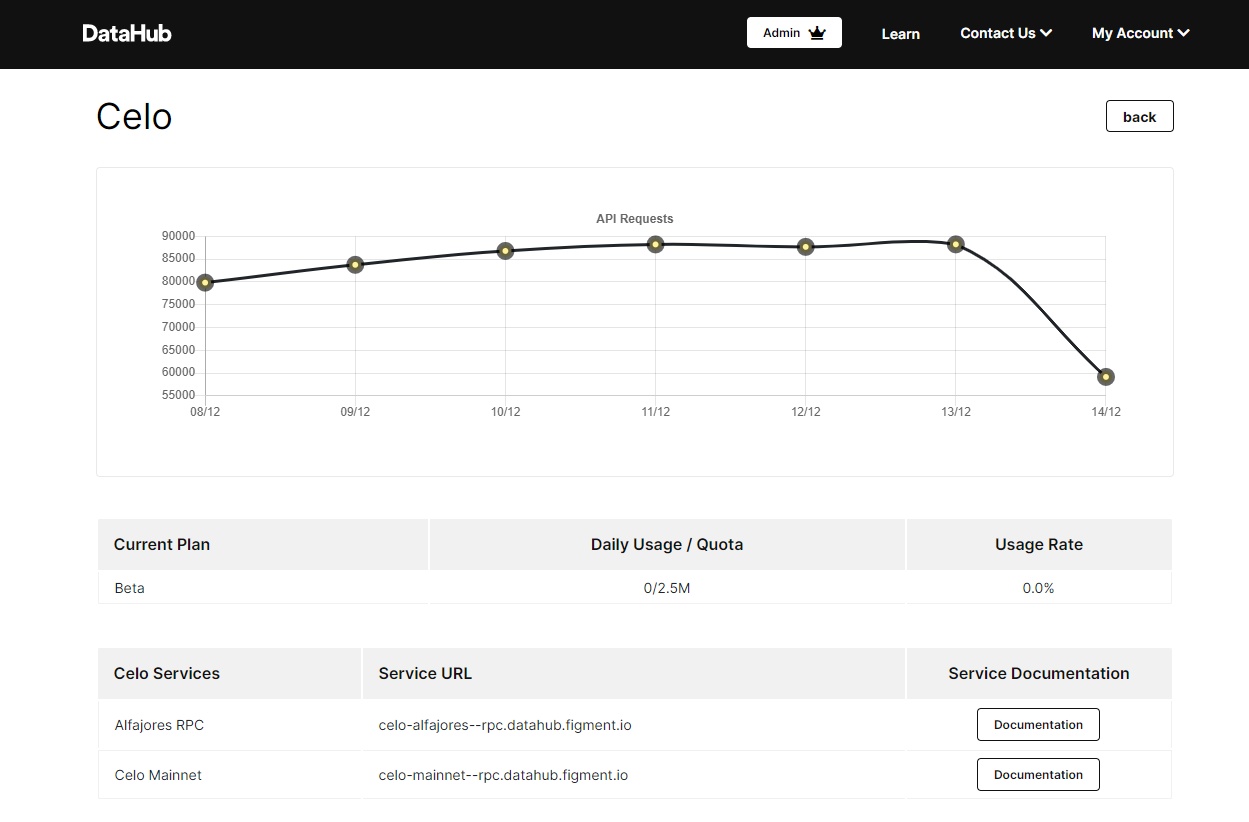 DataHub
Admin
Learn
Contact Us
My Account
Celo
back
API Requests
90000
85000
80000
75000
70000
65000
60000
55000
08/12 09/12 10/12 11/12 12/12 13/12 14/12
Current Plan Daily Usage / Quota Usage Rate
Beta 0/2.5M 0.0%
Celo Services Service URL Service Documentation
Alfajores RPC celo-alfajores--rpc.datahub.figment.io Documentation
Celo Mainnet celo-mainnet--rpc.datahub.figment.io Documentation